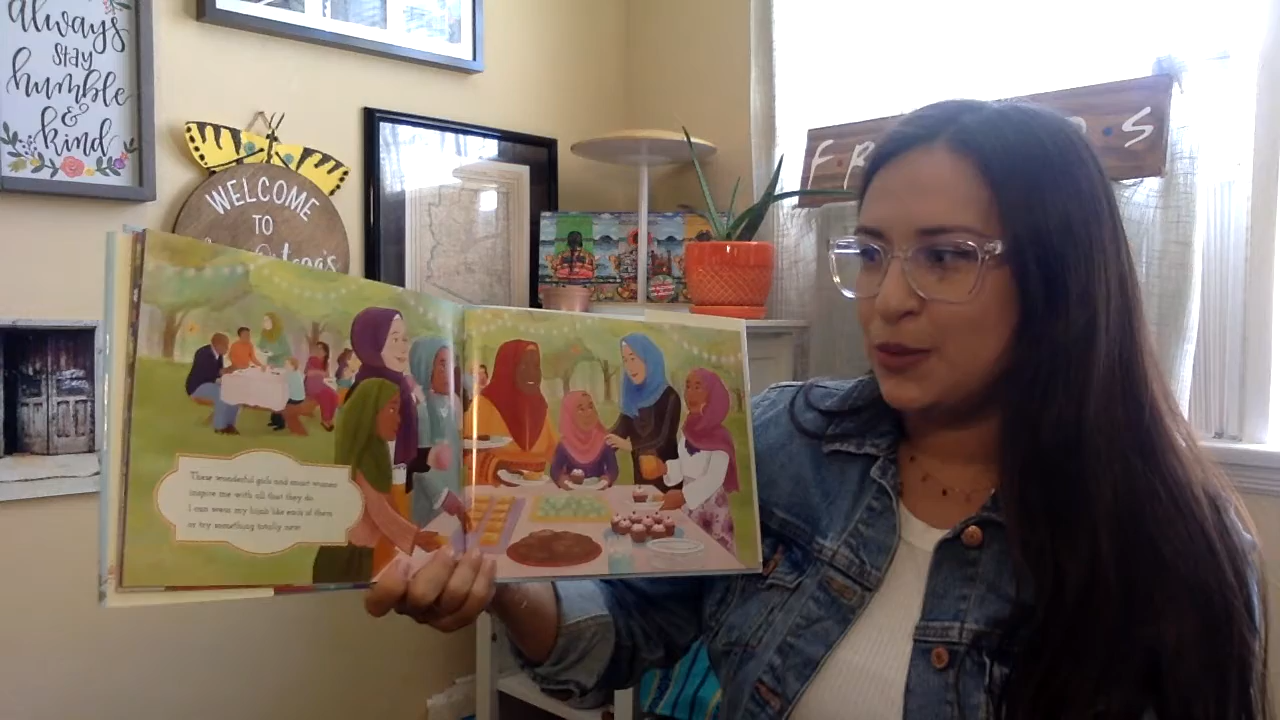 always
stay
humble
&
kind
WELCOME
TO
These wonderful girls and smart women
inspire me with all that they do.
I can wear my hijab like each of them
or try something totally new